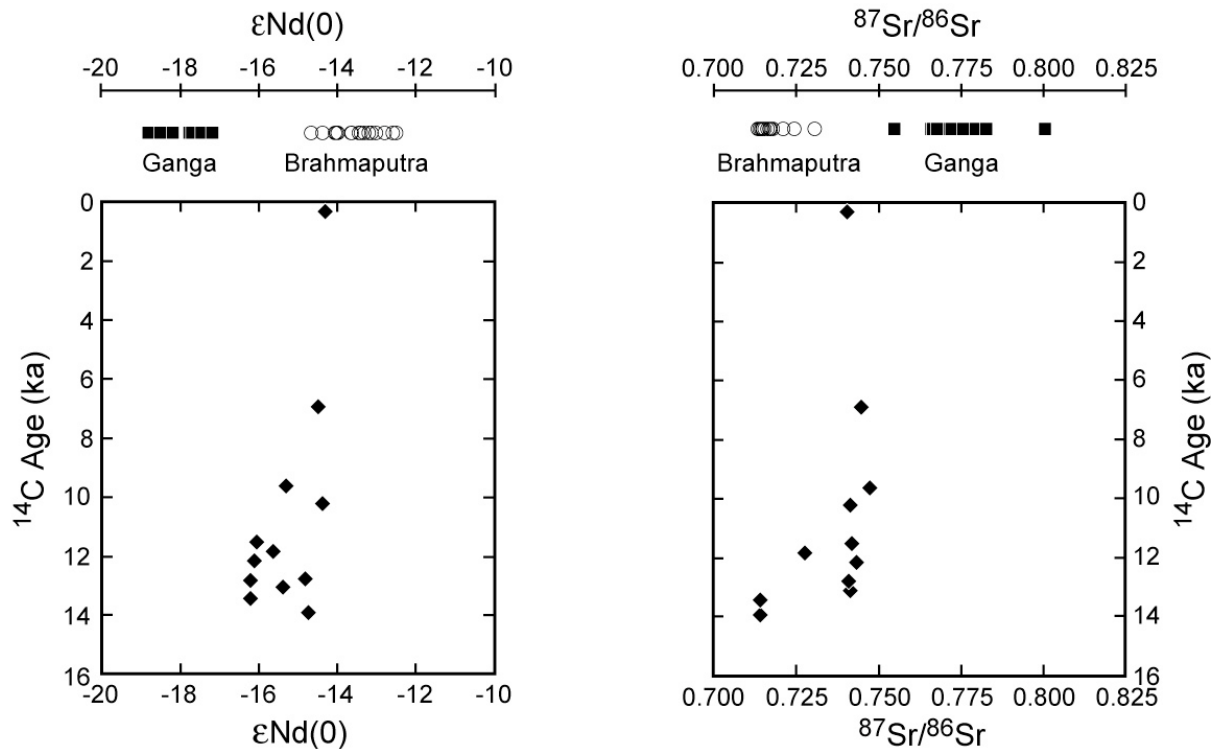 εNd(0)
-20 -18 -16 -14 -12 -10
Ganga Brahmaputra
0
2
4
6
8
10
12
14
16
¹⁴C Age (ka)
-20 -18 -16 -14 -12 -10
εNd(0)
⁸⁷Sr/⁸⁶Sr
0.700 0.725 0.750 0.775 0.800 0.825
Brahmaputra Ganga
0
2
4
6
8
10
12
14
16
¹⁴C Age (ka)
0.700 0.725 0.750 0.775 0.800 0.825
⁸⁷Sr/⁸⁶Sr